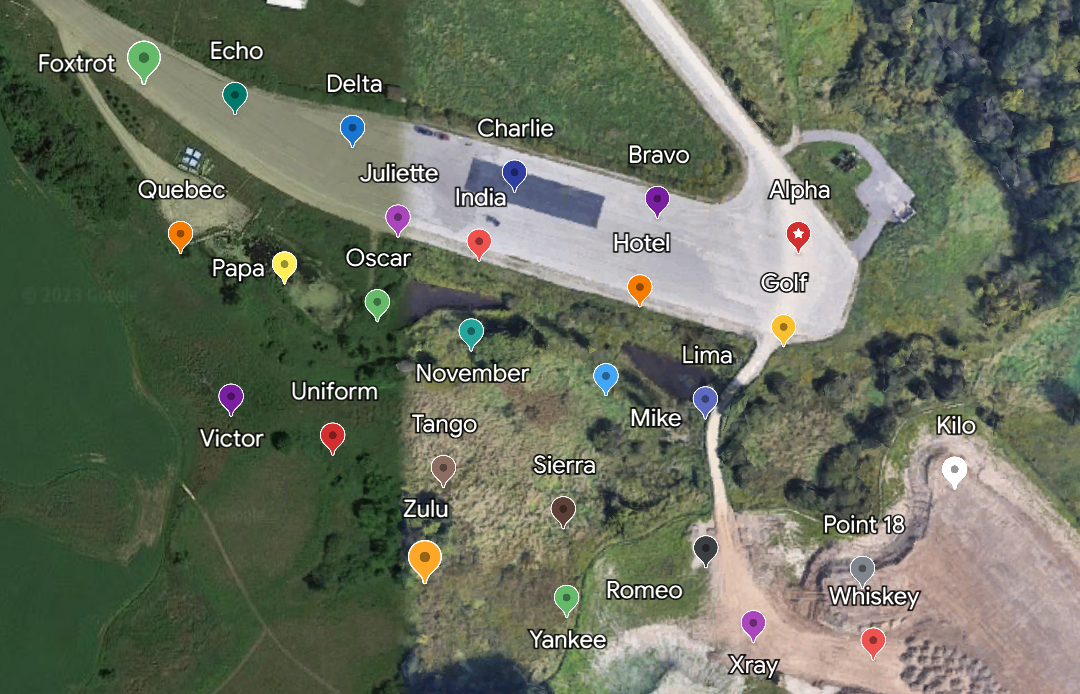 Echo
Foxtrot
Delta
Charlie
Bravo
Juliette
Quebec
India
Alpha
Hotel
Oscar
Papa
Golf
© 2023 Google
Lima
November
Uniform
Mike
Tango
Victor
Kilo
Sierra
Zulu
Google
Point 18
Romeo
Whiskey
Yankee
Xray